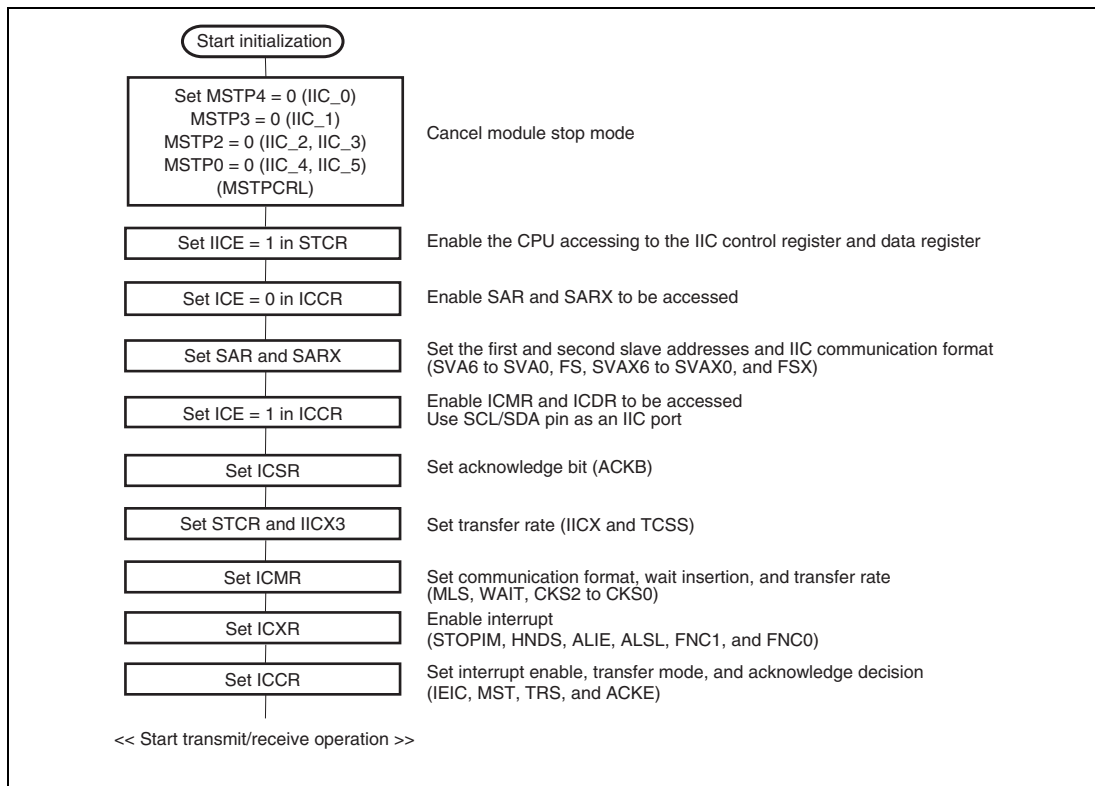 Start initialization
Set MSTP4 = 0 (IIC_0)
MSTP3 = 0 (IIC_1)
MSTP2 = 0 (IIC_2, IIC_3)
MSTP0 = 0 (IIC_4, IIC_5)
(MSTPCRL)
Cancel module stop mode
Set IICE = 1 in STCR
Enable the CPU accessing to the IIC control register and data register
Set ICE = 0 in ICCR
Enable SAR and SARX to be accessed
Set SAR and SARX
Set the first and second slave addresses and IIC communication format
(SVA6 to SVA0, FS, SVAX6 to SVAX0, and FSX)
Set ICE = 1 in ICCR
Enable ICMR and ICDR to be accessed
Use SCL/SDA pin as an IIC port
Set ICSR
Set acknowledge bit (ACKB)
Set STCR and IICX3
Set transfer rate (IICX and TCSS)
Set ICMR
Set communication format, wait insertion, and transfer rate
(MLS, WAIT, CKS2 to CKS0)
Set ICXR
Enable interrupt
(STOPIM, HNDS, ALIE, ALSL, FNC1, and FNC0)
Set ICCR
Set interrupt enable, transfer mode, and acknowledge decision
(IEIC, MST, TRS, and ACKE)
<< Start transmit/receive operation >>